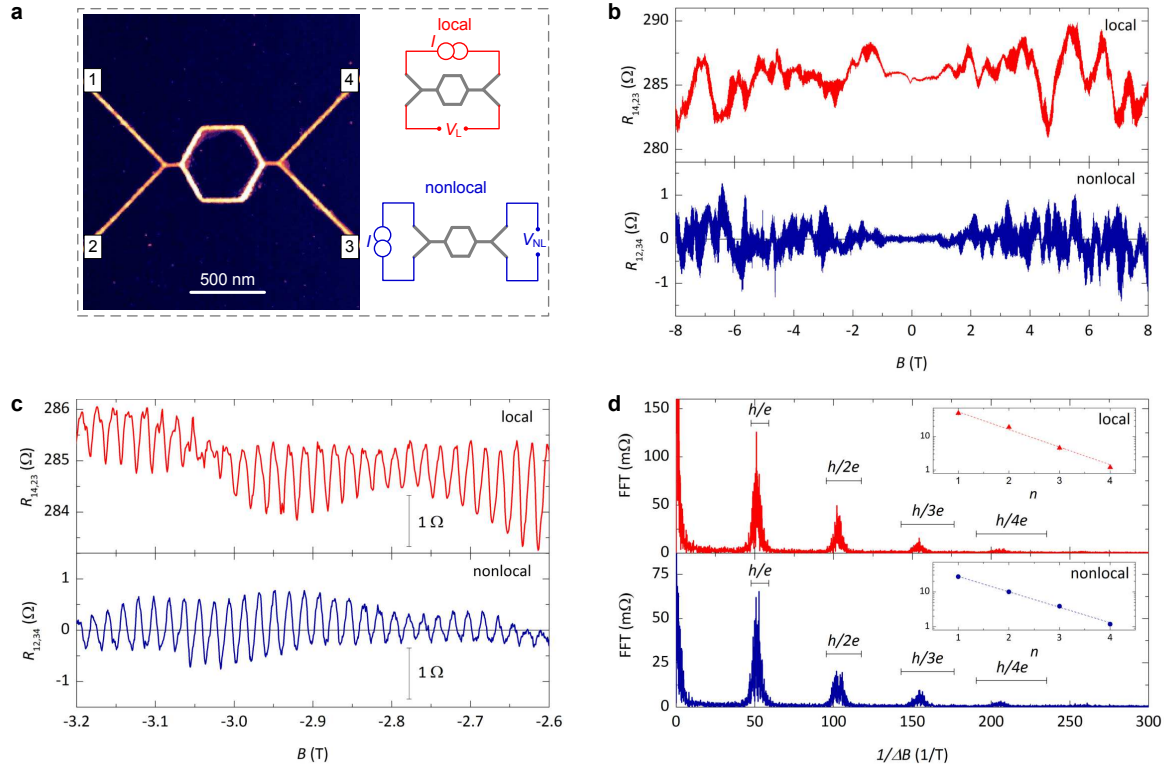 a
1
4
2
3
500 nm
local
I
V_L
nonlocal
I
V_NL
b
290
285
280
R_14,23 (Ω)
local
1
0
-1
R_12,34 (Ω)
nonlocal
-8 -6 -4 -2 0 2 4 6 8
B (T)
c
286
284
R_14,23 (Ω)
local
1 Ω
1
0
-1
R_12,34 (Ω)
nonlocal
1 Ω
-3.2 -3.1 -3.0 -2.9 -2.8 -2.7 -2.6
B (T)
d
150
100
50
0
FFT (mΩ)
h/e
h/2e
h/3e
h/4e
local
10
1
1 2 3 4
n
75
50
25
0
FFT (mΩ)
h/e
h/2e
h/3e
h/4e
nonlocal
10
1
1 2 3 4
n
0 50 100 150 200 250 300
1/ΔB (1/T)